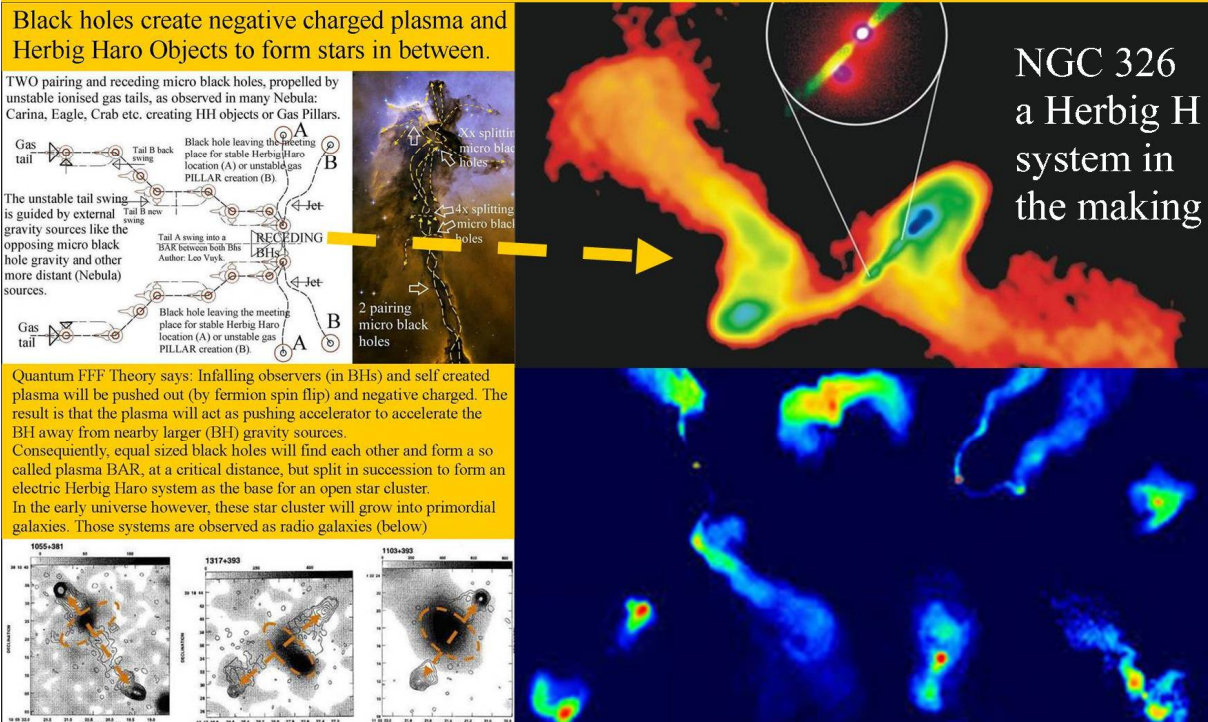 Black holes create negative charged plasma and
Herbig Haro Objects to form stars in between.
TWO pairing and receding micro black holes, propelled by
unstable ionised gas tails, as observed in many Nebula:
Carina, Eagle, Crab etc. creating HH objects or Gas Pillars.
Gas
tail
Tail B back
swing
Black hole leaving the meeting
place for stable Herbig Haro
location (A) or unstable gas
PILLAR creation (B).
A
B
The unstable tail swing
is guided by external
gravity sources like the
opposing micro black
hole gravity and other
more distant (Nebula)
sources.
Tail B new
swing
Jet
Tail A swing into a
BAR between both Bhs
Author: Leo Vuyk.
RECEDING
BHs
Jet
Black hole leaving the meeting
place for stable Herbig Haro
location (A) or unstable gas
PILLAR creation (B).
Gas
tail
A
B
Xx splitting
micro black
holes
4x splitting
micro black
holes
2 pairing
micro black
holes
NGC 326
a Herbig H
system in
the making
Quantum FFF Theory says: Infalling observers (in BHs) and self created
plasma will be pushed out (by fermion spin flip) and negative charged. The
result is that the plasma will act as pushing accelerator to accelerate the
BH away from nearby larger (BH) gravity sources.
Consequently, equal sized black holes will find each other and form a so
called plasma BAR, at a critical distance, but split in succession to form an
electric Herbig Haro system as the base for an open star cluster.
In the early universe however, these star cluster will grow into primordial
galaxies. Those systems are observed as radio galaxies (below)
1055+381
1317+393
1103+393
DECLINATION
DECLINATION
DECLINATION